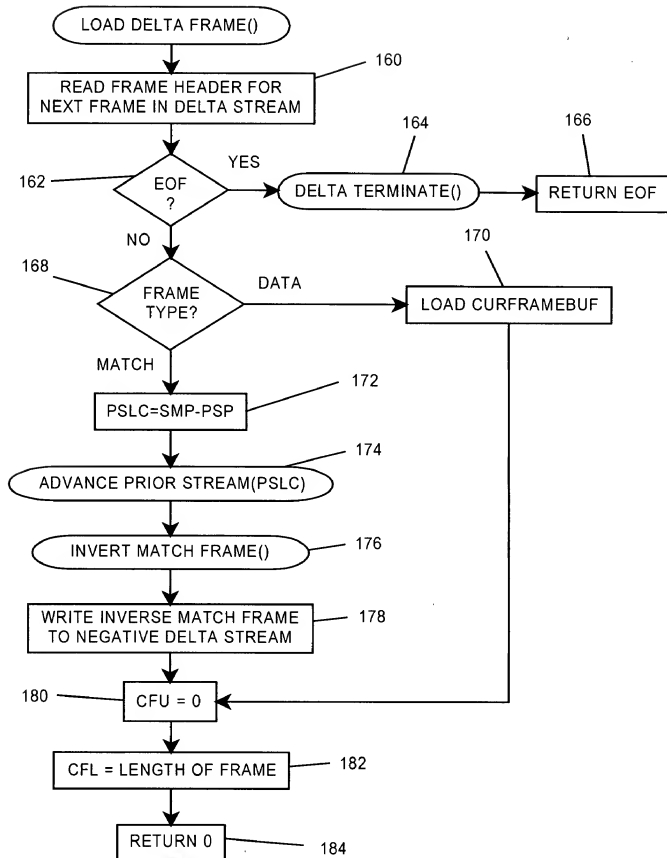 LOAD DELTA FRAME()
160
READ FRAME HEADER FOR
NEXT FRAME IN DELTA STREAM
164
166
162
EOF
?
YES
DELTA TERMINATE()
RETURN EOF
NO
170
168
FRAME
TYPE?
DATA
LOAD CURFRAMEBUF
MATCH
172
PSLC=SMP-PSP
174
ADVANCE PRIOR STREAM(PSLC)
INVERT MATCH FRAME()
176
WRITE INVERSE MATCH FRAME
TO NEGATIVE DELTA STREAM
178
180
CFU = 0
CFL = LENGTH OF FRAME
182
RETURN 0
184